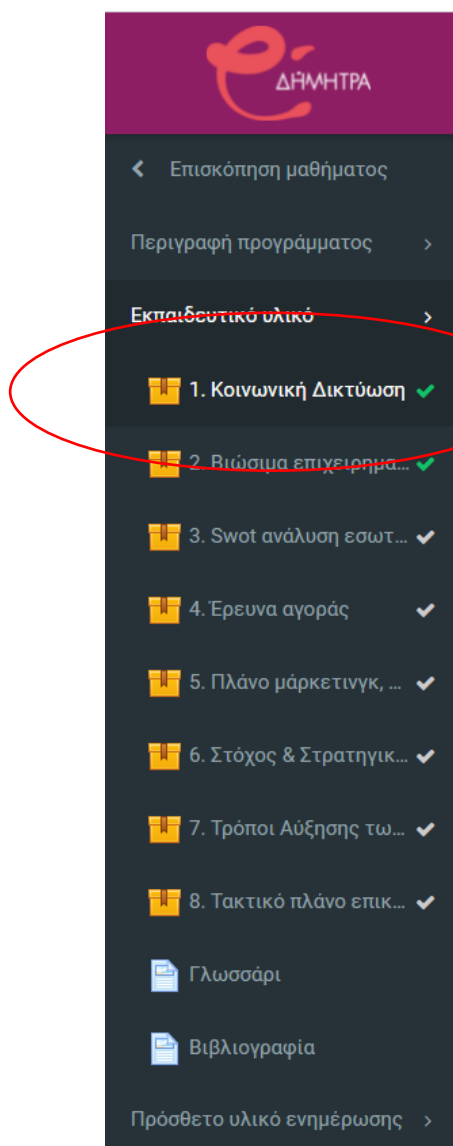 ΔΗΜΗΤΡΑ
Επισκόπηση μαθήματος
Περιγραφή προγράμματος
Εκπαιδευτικό υλικό
1. Κοινωνική Δικτύωση
2. Βιώσιμα επιχειρημα...
3. Swot ανάλυση εσωτ...
4. Έρευνα αγοράς
5. Πλάνο μάρκετινγκ, ...
6. Στόχος & Στρατηγικ...
7. Τρόποι Αύξησης τω...
8. Τακτικό πλάνο επικ...
Γλωσσάρι
Βιβλιογραφία
Πρόσθετο υλικό ενημέρωσης